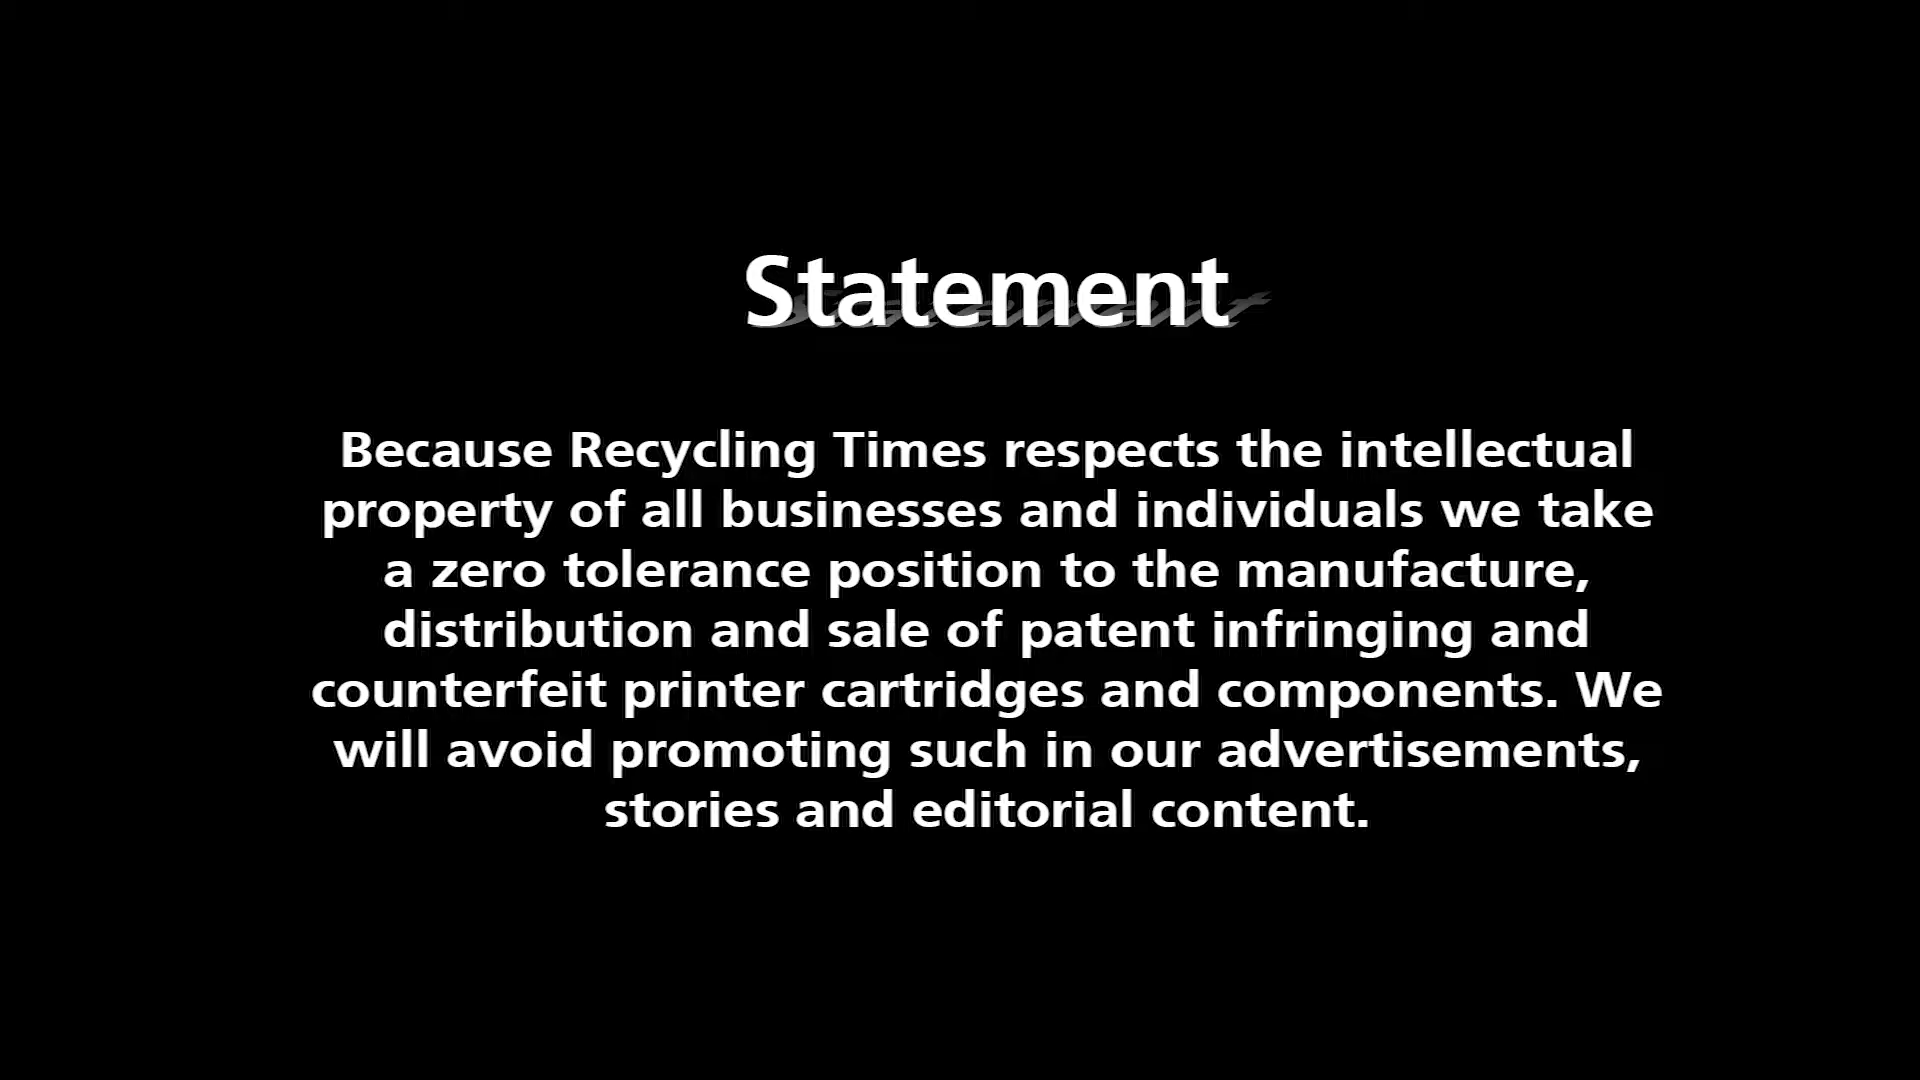 Statement
Because Recycling Times respects the intellectual
property of all businesses and individuals we take
a zero tolerance position to the manufacture,
distribution and sale of patent infringing and
counterfeit printer cartridges and components. We
will avoid promoting such in our advertisements,
stories and editorial content.